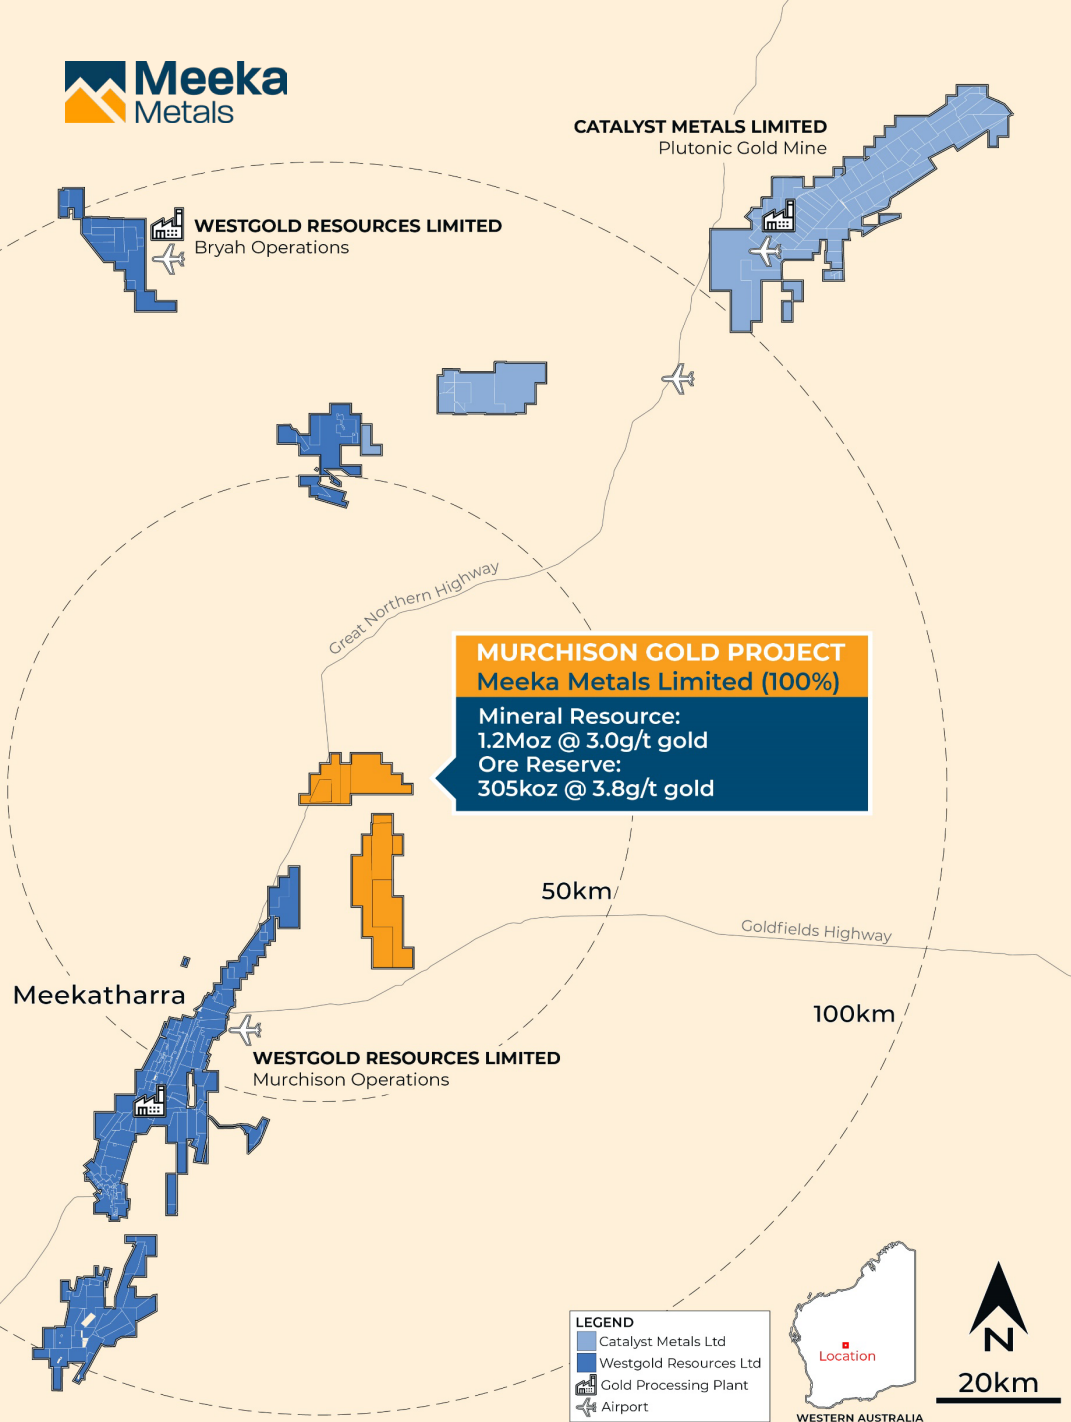 Meeka
Metals
CATALYST METALS LIMITED
Plutonic Gold Mine
WESTGOLD RESOURCES LIMITED
Bryah Operations
Great Northern Highway
MURCHISON GOLD PROJECT
Meeka Metals Limited (100%)
Mineral Resource:
1.2Moz @ 3.0g/t gold
Ore Reserve:
305koz @ 3.8g/t gold
50km
Goldfields Highway
Meekatharra
100km
WESTGOLD RESOURCES LIMITED
Murchison Operations
LEGEND
Catalyst Metals Ltd
Westgold Resources Ltd
Gold Processing Plant
Airport
Location
WESTERN AUSTRALIA
N
20km